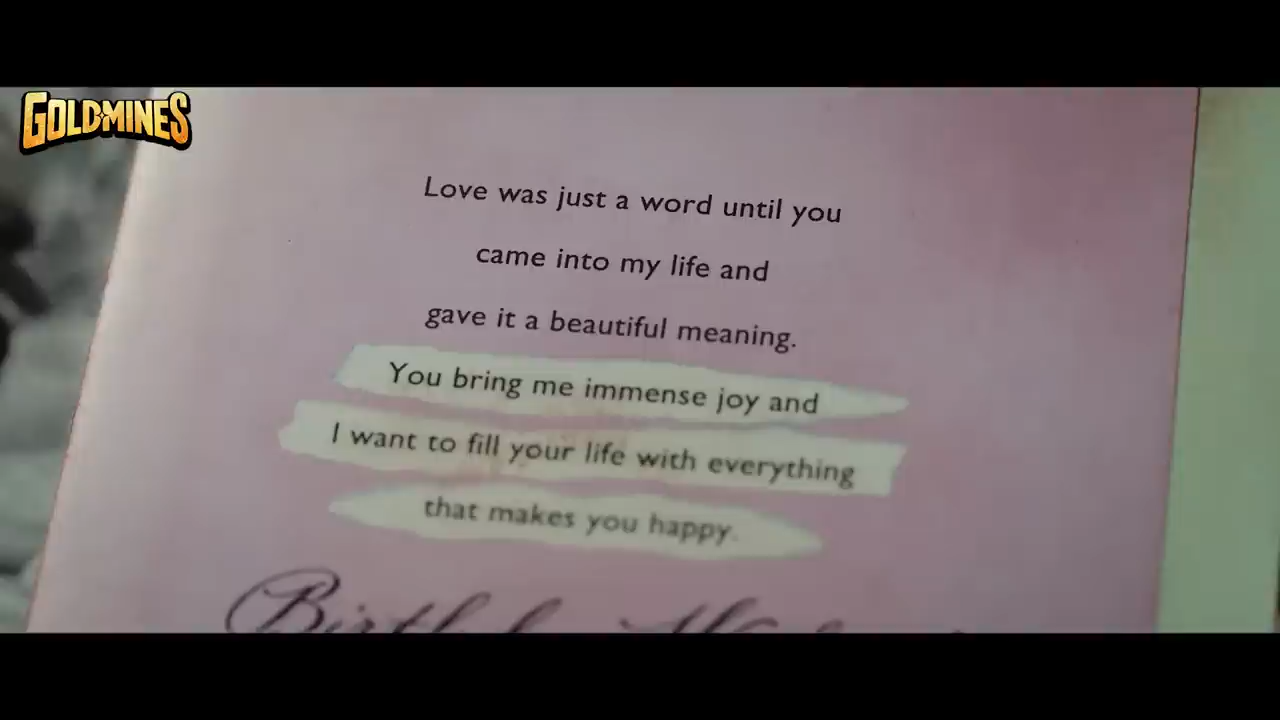 GOLDMINES
Love was just a word until you
came into my life and
gave it a beautiful meaning.
You bring me immense joy and
I want to fill your life with everything
that makes you happy.